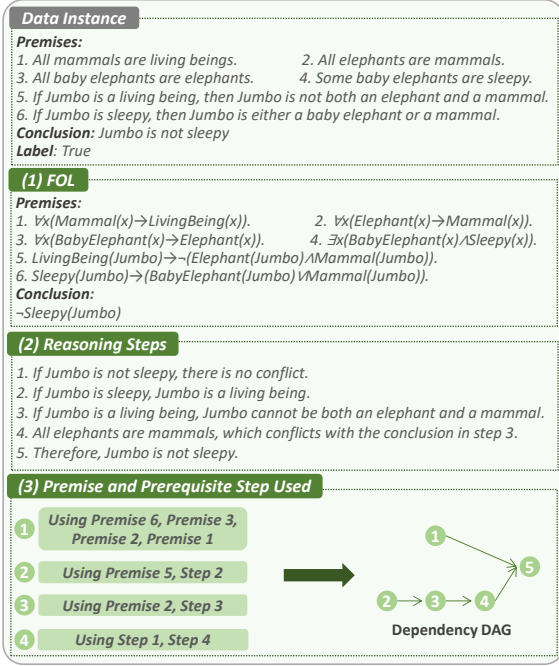 Data Instance
Premises:
1. All mammals are living beings. 2. All elephants are mammals.
3. All baby elephants are elephants. 4. Some baby elephants are sleepy.
5. If Jumbo is a living being, then Jumbo is not both an elephant and a mammal.
6. If Jumbo is sleepy, then Jumbo is either a baby elephant or a mammal.
Conclusion: Jumbo is not sleepy
Label: True
(1) FOL
Premises:
1. ∀x(Mammal(x)→LivingBeing(x)). 2. ∀x(Elephant(x)→Mammal(x)).
3. ∀x(BabyElephant(x)→Elephant(x)). 4. ∃x(BabyElephant(x)∧Sleepy(x)).
5. LivingBeing(Jumbo)→¬(Elephant(Jumbo)∧Mammal(Jumbo)).
6. Sleepy(Jumbo)→(BabyElephant(Jumbo)∨Mammal(Jumbo)).
Conclusion:
¬Sleepy(Jumbo)
(2) Reasoning Steps
1. If Jumbo is not sleepy, there is no conflict.
2. If Jumbo is sleepy, Jumbo is a living being.
3. If Jumbo is a living being, Jumbo cannot be both an elephant and a mammal.
4. All elephants are mammals, which conflicts with the conclusion in step 3.
5. Therefore, Jumbo is not sleepy.
(3) Premise and Prerequisite Step Used
1 Using Premise 6, Premise 3,
Premise 2, Premise 1
2 Using Premise 5, Step 2
3 Using Premise 2, Step 3
4 Using Step 1, Step 4
1
5
2 3 4
Dependency DAG